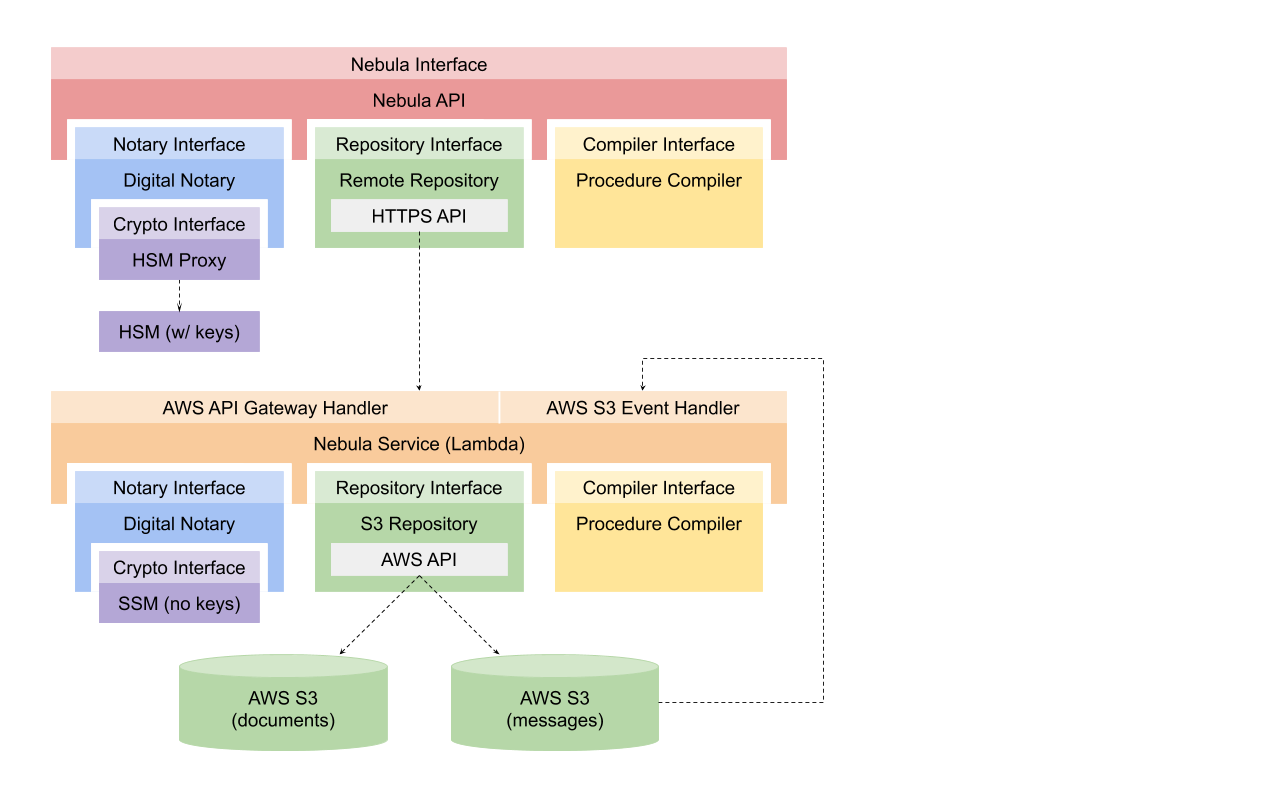 Nebula Interface
Nebula API
Notary Interface
Digital Notary
Crypto Interface
HSM Proxy
HSM (w/ keys)
Repository Interface
Remote Repository
HTTPS API
Compiler Interface
Procedure Compiler
AWS API Gateway Handler
AWS S3 Event Handler
Nebula Service (Lambda)
Notary Interface
Digital Notary
Crypto Interface
SSM (no keys)
Repository Interface
S3 Repository
AWS API
Compiler Interface
Procedure Compiler
AWS S3
(documents)
AWS S3
(messages)